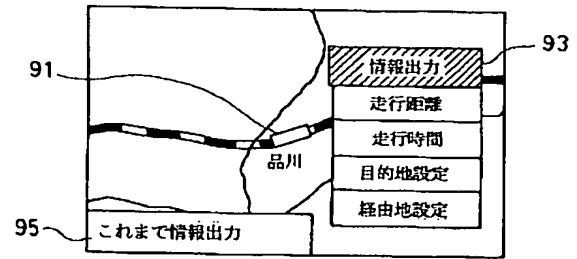 93
情報出力
91
走行距離
走行時間
品川
目的地設定
経由地設定
95
これまで情報出力